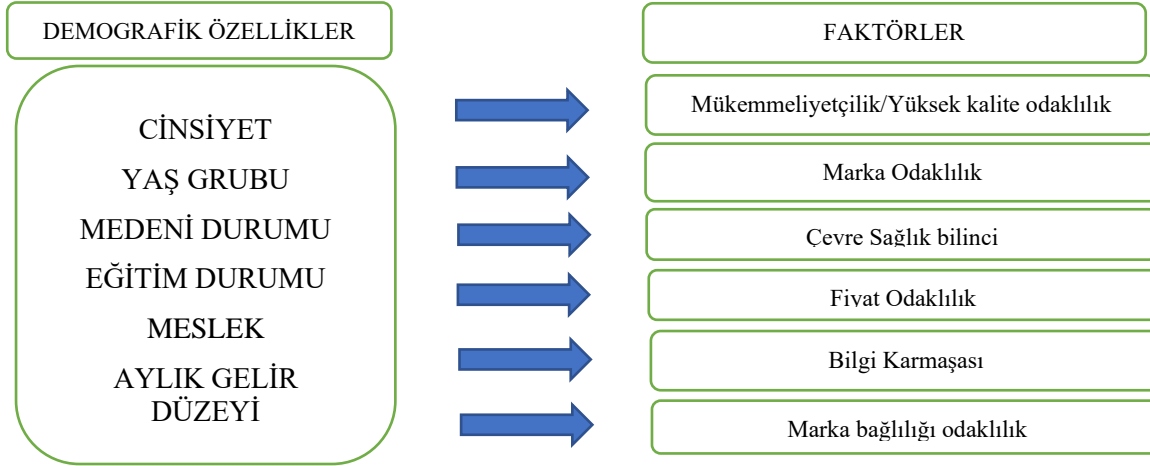 DEMOGRAFİK ÖZELLİKLER
CİNSİYET
YAŞ GRUBU
MEDENİ DURUMU
EĞİTİM DURUMU
MESLEK
AYLIK GELİR
DÜZEYİ
FAKTÖRLER
Mükemmeliyetçilik/Yüksek kalite odaklılık
Marka Odaklılık
Çevre Sağlık bilinci
Fiyat Odaklılık
Bilgi Karmaşası
Marka bağlılığı odaklılık